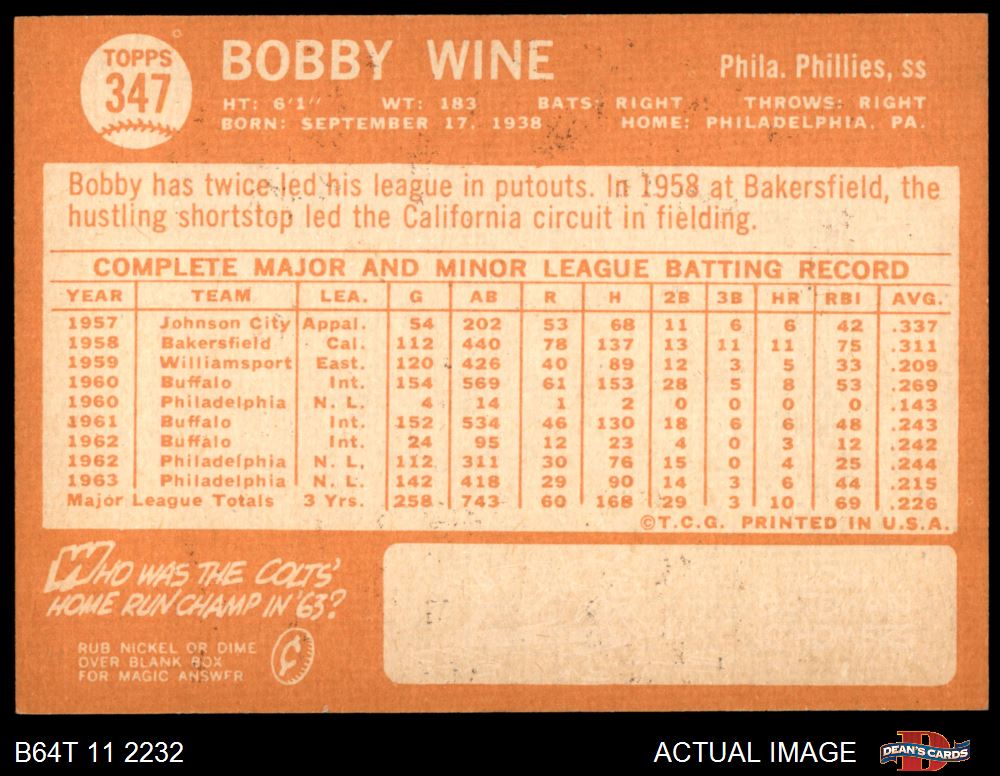 TOPPS
347
BOBBY WINE
Phila. Phillies, ss
HT: 6'1" WT: 183 BATS: RIGHT THROWS: RIGHT
BORN: SEPTEMBER 17, 1938 HOME: PHILADELPHIA, PA.
Bobby has twice led his league in putouts. In 1958 at Bakersfield, the
hustling shortstop led the California circuit in fielding.
COMPLETE MAJOR AND MINOR LEAGUE BATTING RECORD
YEAR TEAM LEA. G AB R H 2B 3B HR RBI AVG.
1957 Johnson City Appal. 54 202 53 68 11 6 6 42 .337
1958 Bakersfield Cal. 112 440 78 137 13 11 11 75 .311
1959 Williamsport East. 120 426 40 89 12 3 5 33 .209
1960 Buffalo Int. 154 569 61 153 28 5 8 53 .269
1960 Philadelphia N. L. 4 14 1 2 0 0 0 0 .143
1961 Buffalo Int. 152 534 46 130 18 6 6 48 .243
1962 Buffalo Int. 24 95 12 23 4 0 3 12 .242
1962 Philadelphia N. L. 112 311 30 76 15 0 4 25 .244
1963 Philadelphia N. L. 142 418 29 90 14 3 6 44 .215
Major League Totals 3 Yrs. 258 743 60 168 29 3 10 69 .226
©T.C.G. PRINTED IN U.S.A.
WHO WAS THE COLTS'
HOME RUN CHAMP IN '63?
RUB NICKEL OR DIME
OVER BLANK BOX
FOR MAGIC ANSWER
B64T 11 2232
ACTUAL IMAGE
DEAN'S CARDS